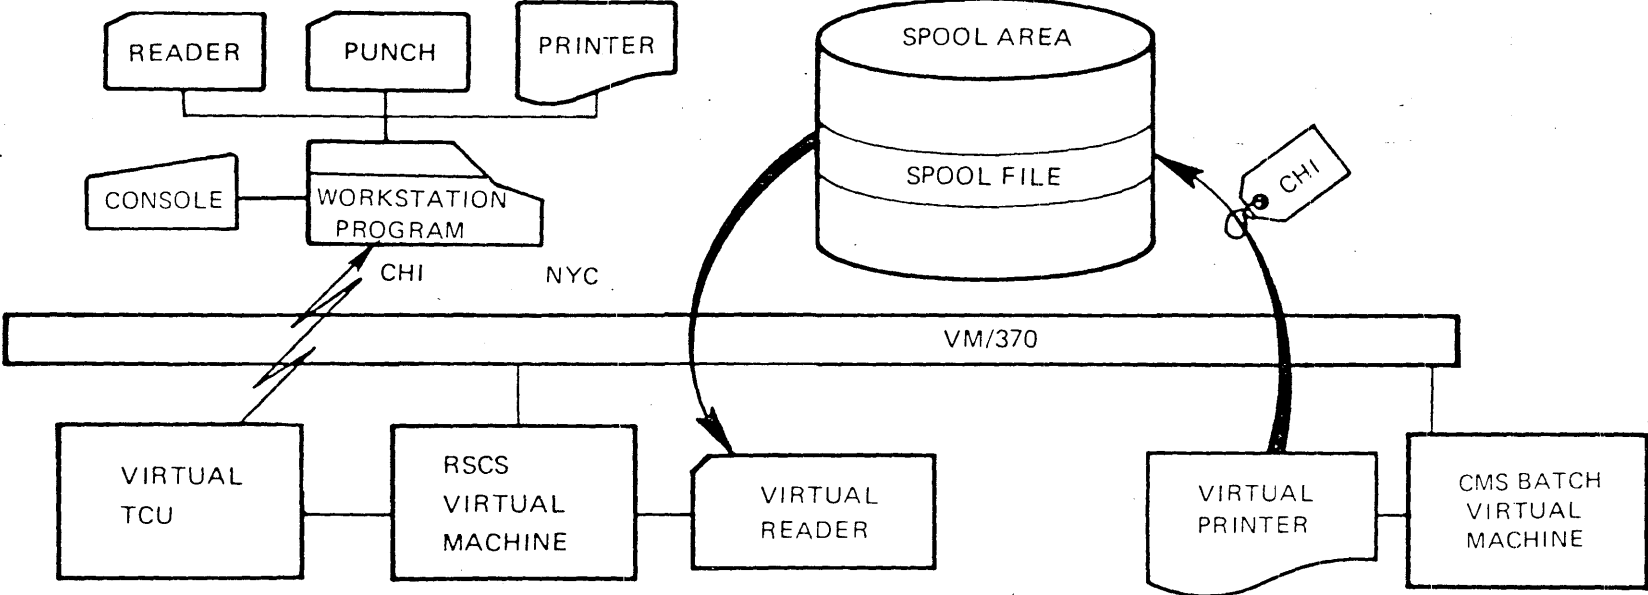 READER
PUNCH
PRINTER
SPOOL AREA
CONSOLE
WORKSTATION
PROGRAM
SPOOL FILE
CHI
CHI
NYC
VM/370
VIRTUAL
TCU
RSCS
VIRTUAL
MACHINE
VIRTUAL
READER
VIRTUAL
PRINTER
CMS BATCH
VIRTUAL
MACHINE